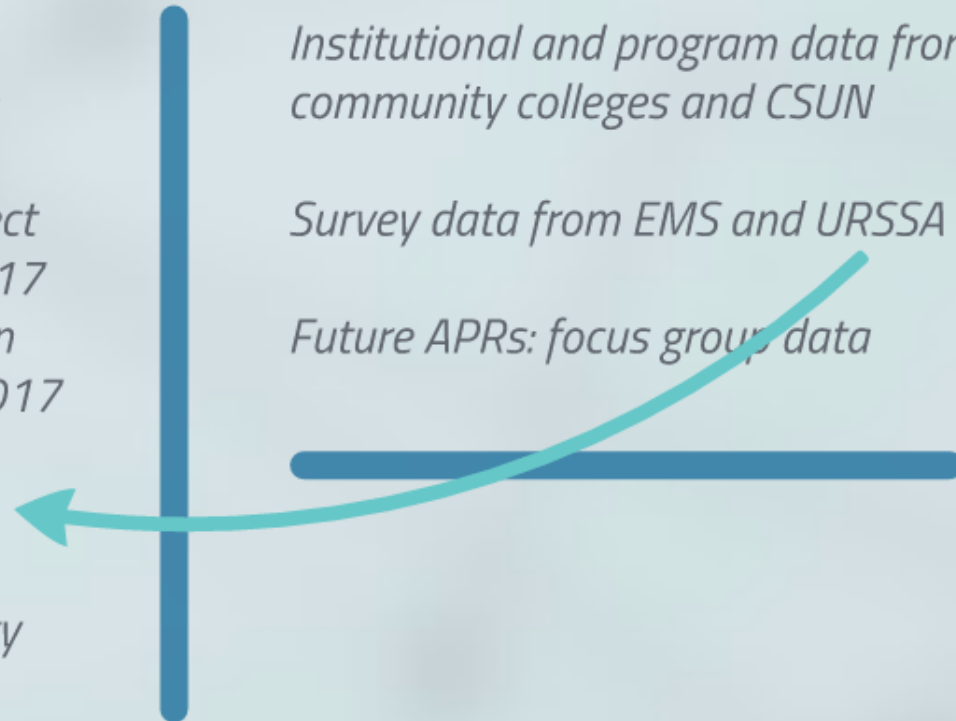 Institutional and program data
community colleges and CSUN
Survey data from EMS and URSSA
Future APRs: focus group data